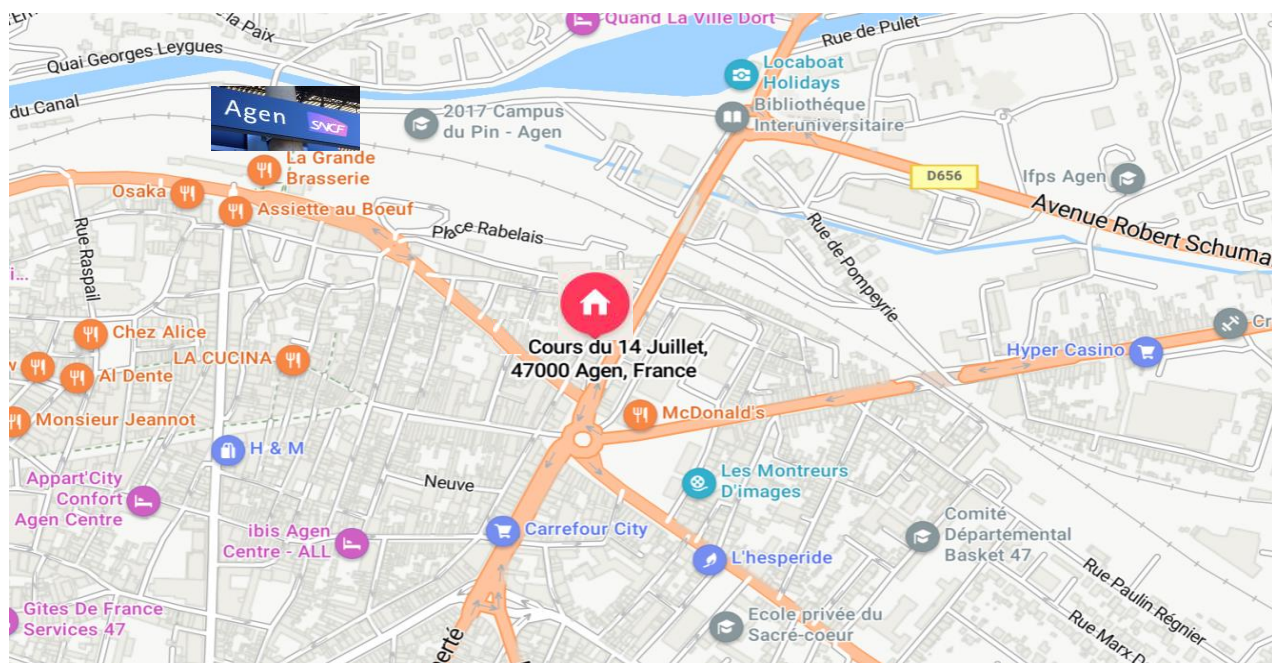 la Paix
Quai Georges Leygues
du Canal
Quand La Ville Dort
Rue de Pulet
Locaboat
Holidays
Bibliothéque
Interuniversitaire
2017 Campus
du Pin - Agen
Agen
SNCF
La Grande
Brasserie
Osaka
Assiette au Boeuf
Place Rabelais
Rue Raspail
D656
Ifps Agen
Avenue Robert Schuma
Rue de Pompeyrie
i...
Chez Alice
LA CUCINA
w
Al Dente
Monsieur Jeannot
Cours du 14 Juillet,
47000 Agen, France
Hyper Casino
Cr
McDonald's
H & M
Appart'City
Confort
Agen Centre
Neuve
Les Montreurs
D'images
ibis Agen
Centre - ALL
Carrefour City
L'hesperide
Comité
Départemental
Basket 47
Gîtes De France
Services 47
Ecole privée du
Sacré-coeur
Rue Paulin Régnier
Rue Marx-D
erté